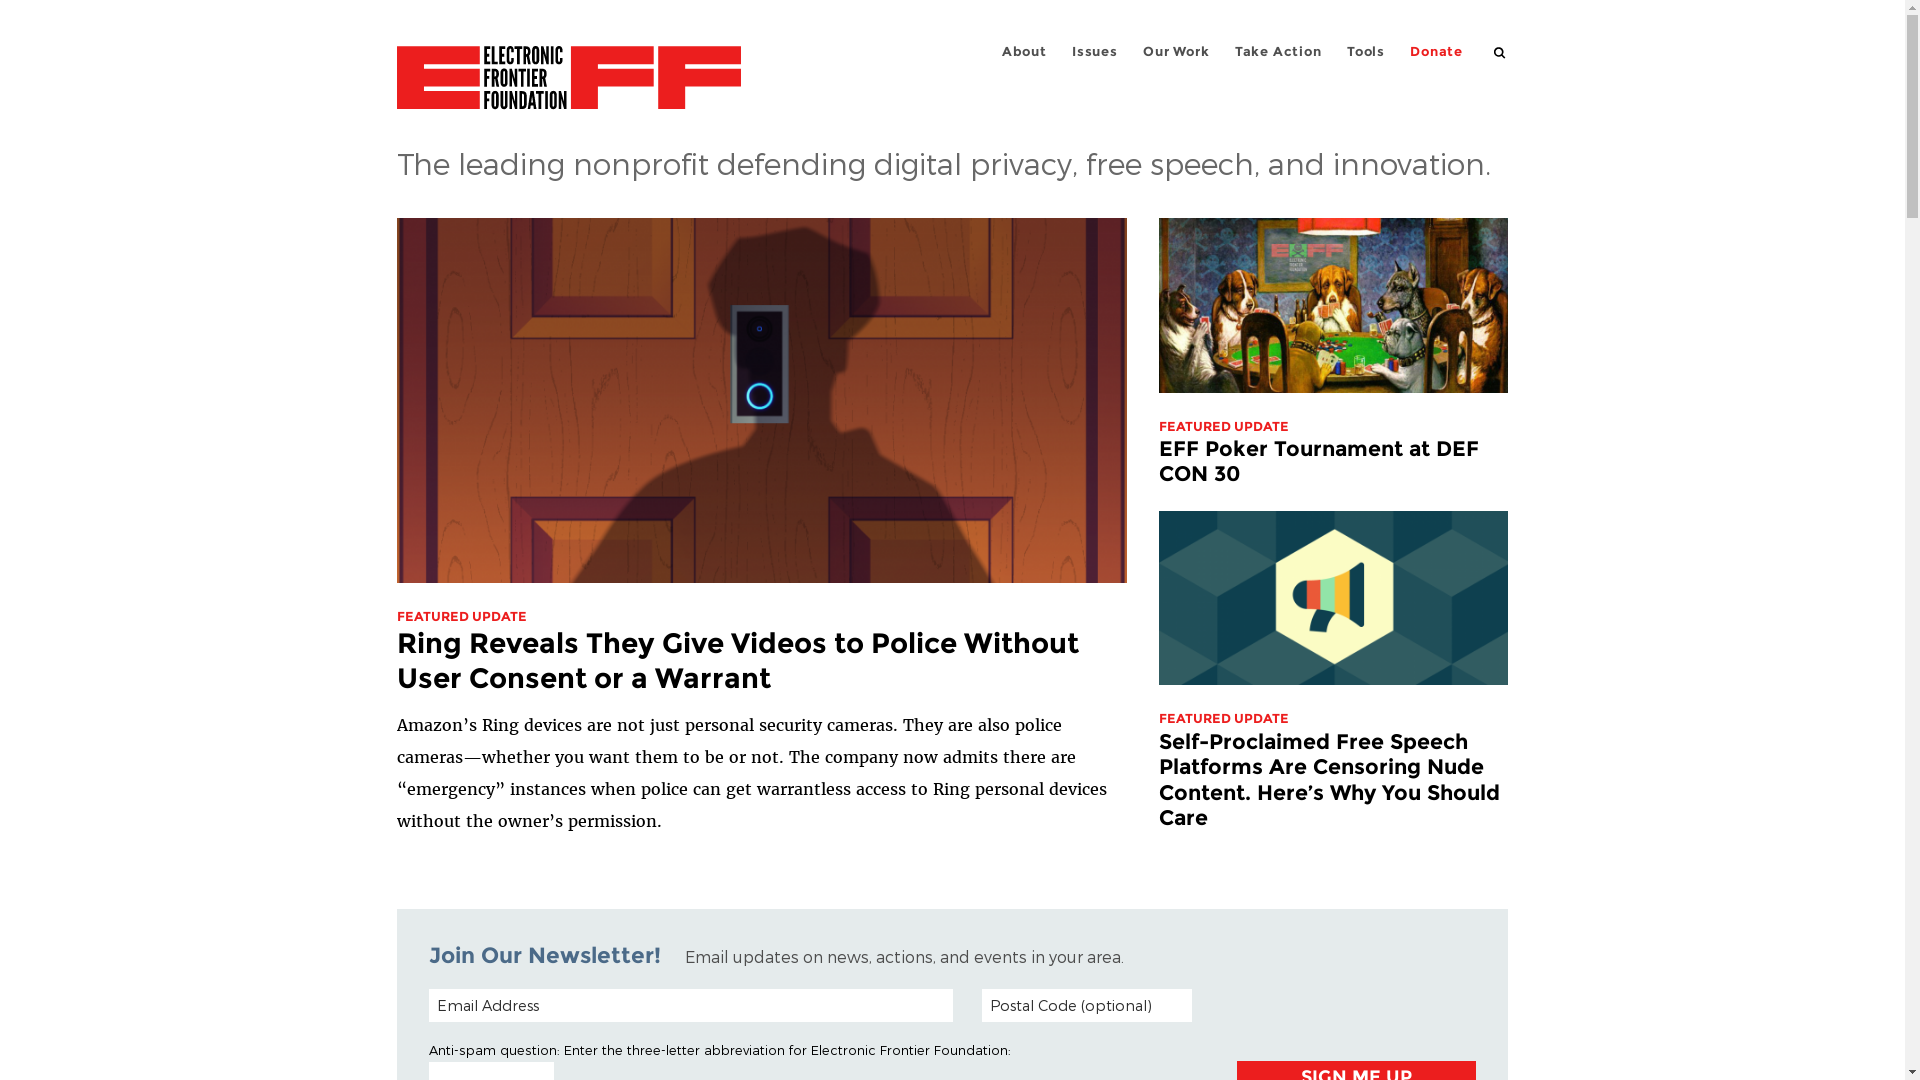 ELECTRONIC
FRONTIER
FOUNDATION
EFF
About Issues Our Work Take Action Tools Donate
The leading nonprofit defending digital privacy, free speech, and innovation.
FEATURED UPDATE
Ring Reveals They Give Videos to Police Without
User Consent or a Warrant
Amazon’s Ring devices are not just personal security cameras. They are also police
cameras—whether you want them to be or not. The company now admits there are
“emergency” instances when police can get warrantless access to Ring personal devices
without the owner’s permission.
EFF
ELECTRONIC
FRONTIER
FOUNDATION
FEATURED UPDATE
EFF Poker Tournament at DEF
CON 30
FEATURED UPDATE
Self-Proclaimed Free Speech
Platforms Are Censoring Nude
Content. Here’s Why You Should
Care
Join Our Newsletter! Email updates on news, actions, and events in your area.
Email Address Postal Code (optional)
Anti-spam question: Enter the three-letter abbreviation for Electronic Frontier Foundation:
SIGN ME UP